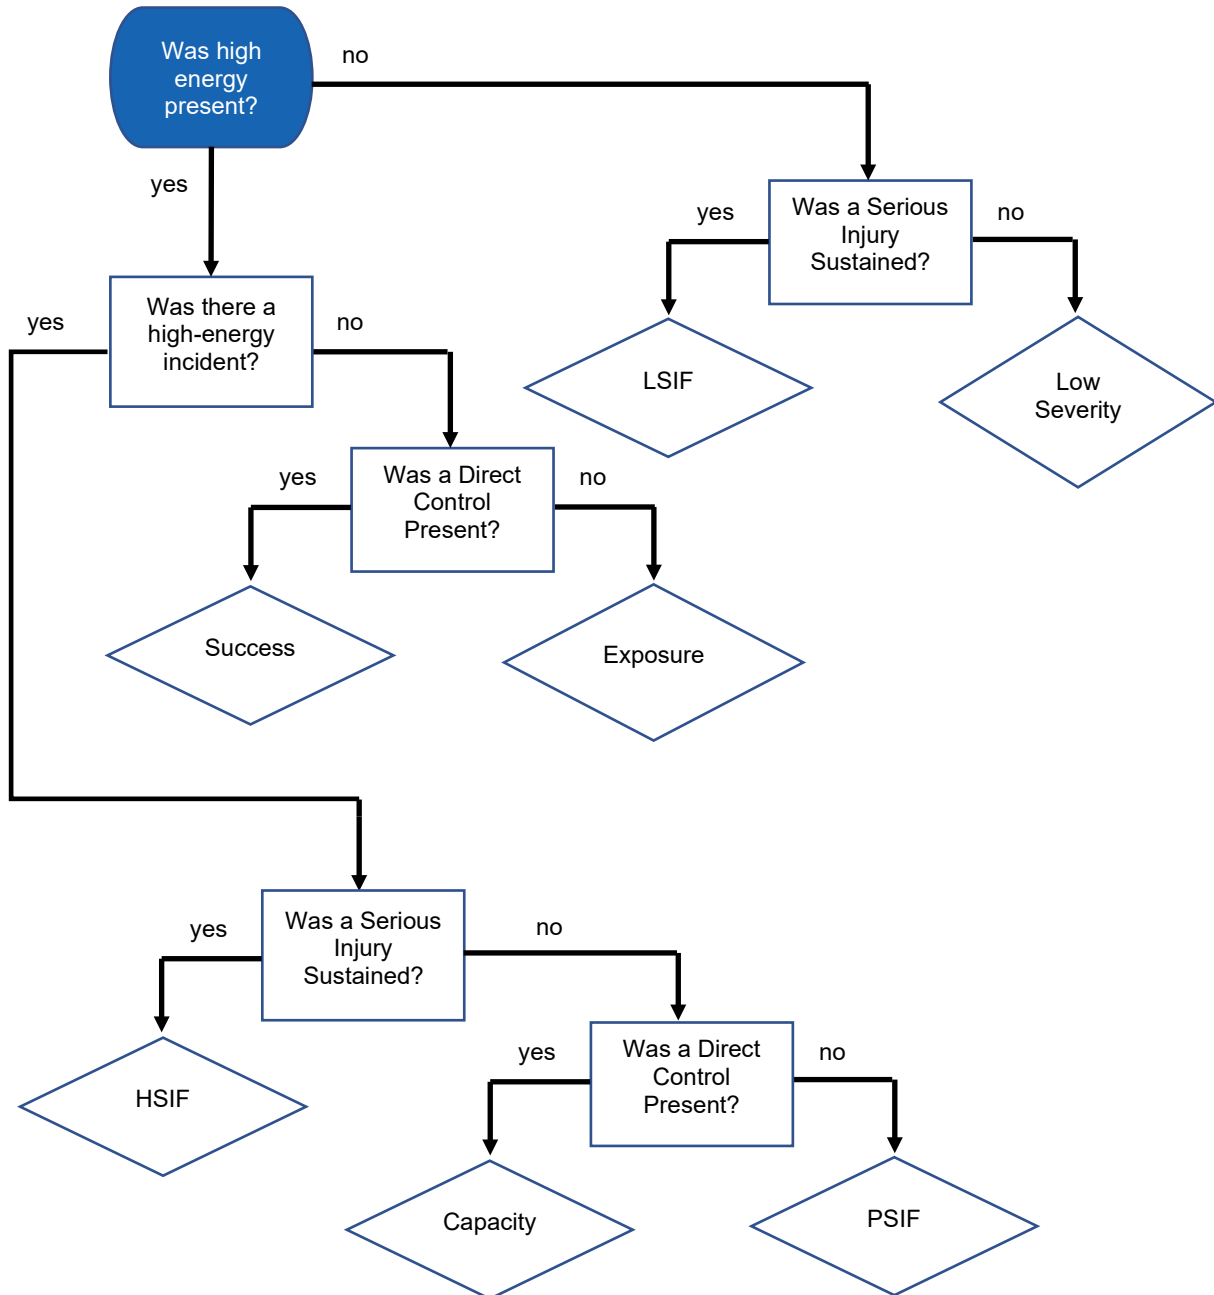 Was high
energy
present?
no
yes
Was a Serious
Injury
Sustained?
yes
no
LSIF
Low
Severity
Was there a
high-energy
incident?
yes
no
Was a Direct
Control
Present?
yes
no
Success
Exposure
Was a Serious
Injury
Sustained?
yes
no
HSIF
Was a Direct
Control
Present?
yes
no
Capacity
PSIF